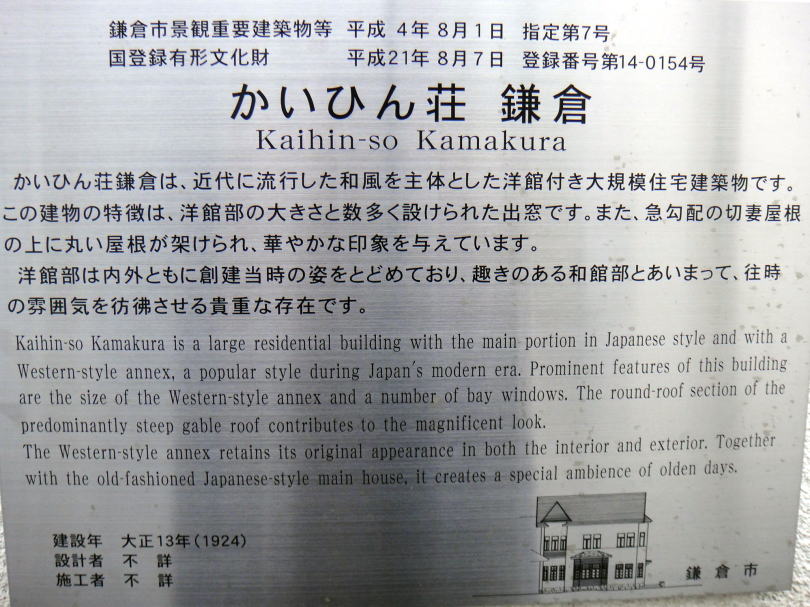 鎌倉市景観重要建築物等 平成 4年 8月 1日 指定第7号
国登録有形文化財 平成21年 8月 7日 登録番号第14-0154号
かいひん荘 鎌倉
Kaihin-so Kamakura
かいひん荘鎌倉は、近代に流行した和風を主体とした洋館付き大規模住宅建築物です。
この建物の特徴は、洋館部の大きさと数多く設けられた出窓です。また、急勾配の切妻屋根
の上に丸い屋根が架けられ、華やかな印象を与えています。
洋館部は内外ともに創建当時の姿をとどめており、趣きのある和館部とあいまって、往時
の雰囲気を彷彿させる貴重な存在です。
Kaihin-so Kamakura is a large residential building with the main portion in Japanese style and with a
Western-style annex, a popular style during Japan's modern era. Prominent features of this building
are the size of the Western-style annex and a number of bay windows. The round-roof section of the
predominantly steep gable roof contributes to the magnificent look.
The Western-style annex retains its original appearance in both the interior and exterior. Together
with the old-fashioned Japanese-style main house, it creates a special ambience of olden days.
建設年 大正13年(1924)
設計者 不 詳
施工者 不 詳
鎌倉市